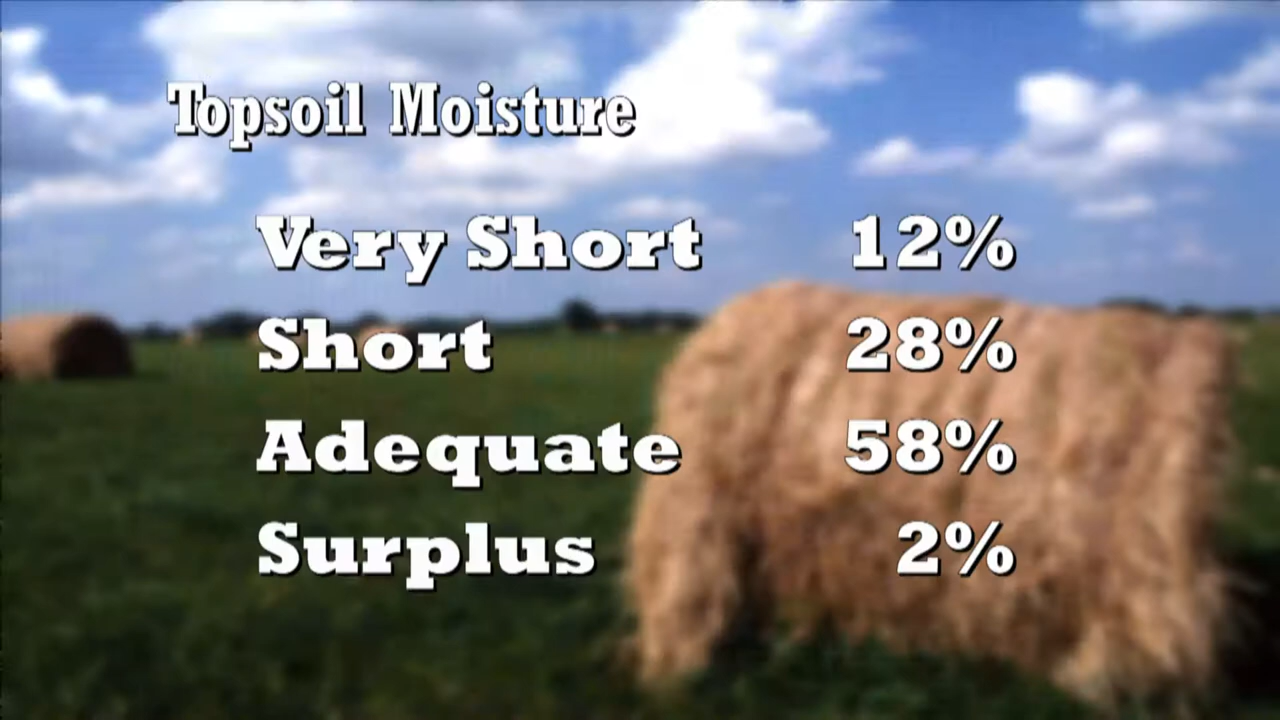 Topsoil Moisture
Very Short 12%
Short 28%
Adequate 58%
Surplus 2%